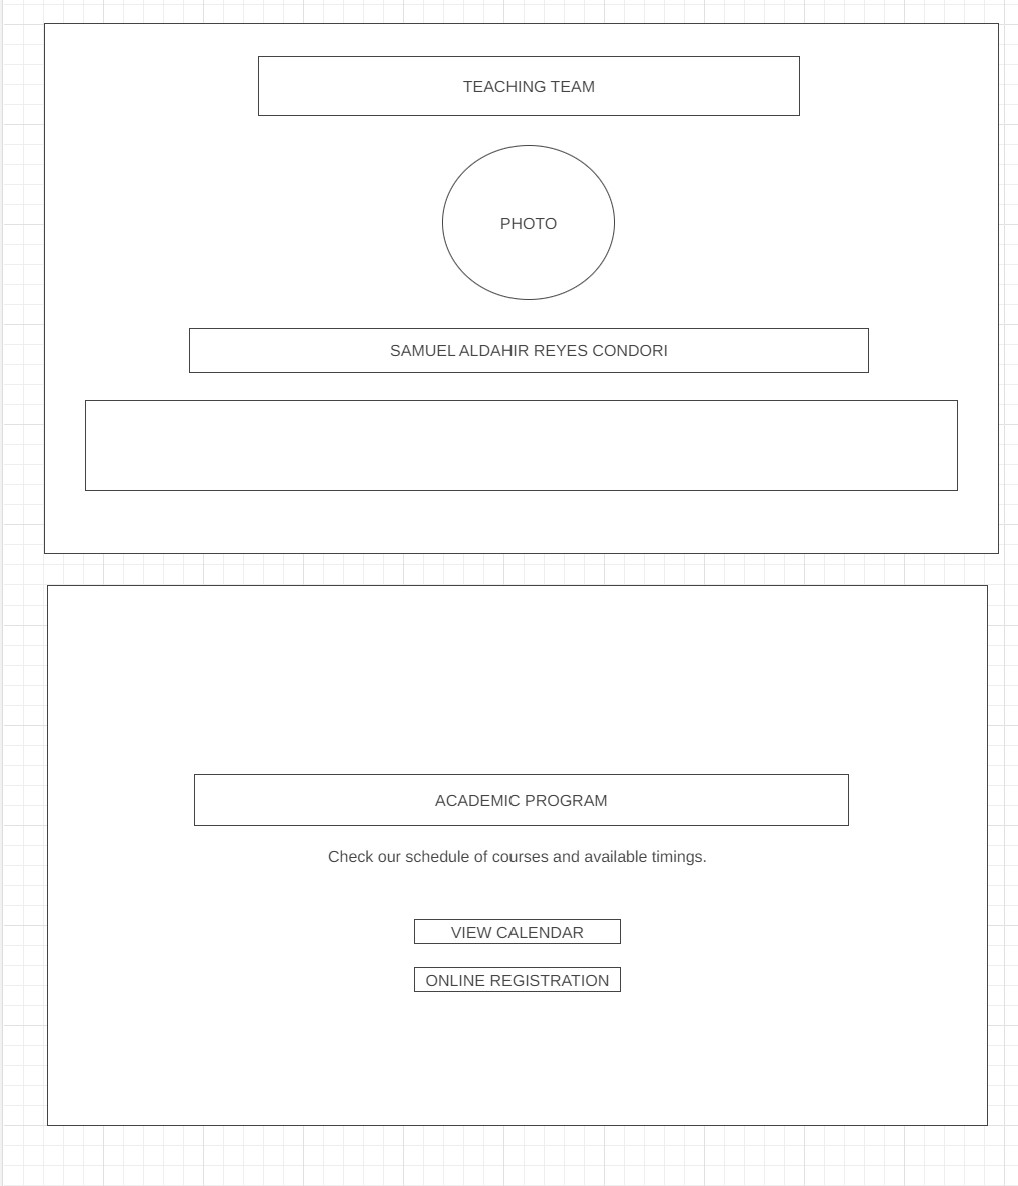 TEACHING TEAM
PHOTO
SAMUEL ALDAHIR REYES CONDORI
ACADEMIC PROGRAM
Check our schedule of courses and available timings.
VIEW CALENDAR
ONLINE REGISTRATION